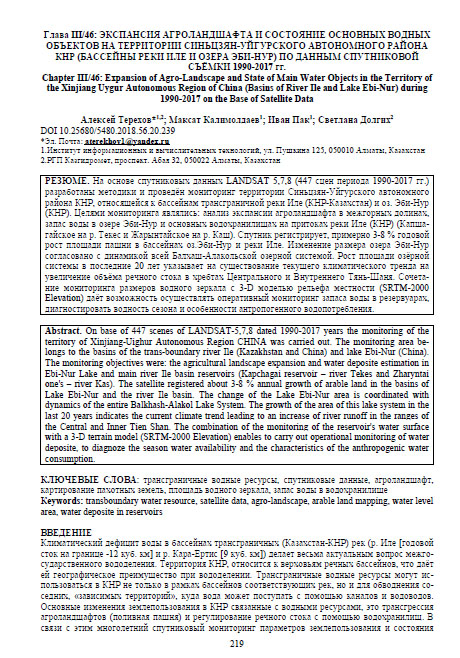 Глава III/46: ЭКСПАНСИЯ АГРОЛАНДШАФТА И СОСТОЯНИЕ ОСНОВНЫХ ВОДНЫХ
ОБЪЕКТОВ НА ТЕРРИТОРИИ СИНЬЦЗЯН-УЙГУРСКОГО АВТОНОМНОГО РАЙОНА
КНР (БАССЕЙНЫ РЕКИ ИЛЕ И ОЗЕРА ЭБИ-НУР) ПО ДАННЫМ СПУТНИКОВОЙ
СЪЁМКИ 1990-2017 гг.
Chapter III/46: Expansion of Agro-Landscape and State of Main Water Objects in the Territory of
the Xinjiang Uygur Autonomous Region of China (Basins of River Ile and Lake Ebi-Nur) during
1990-2017 on the Base of Satellite Data
Алексей Терехов*1,2; Максат Калимолдаев1; Иван Пак1; Светлана Долгих2
DOI 10.25680/5480.2018.56.20.239
*Эл. Почта: aterekhov1@yandex.ru
1.Институт информационных и вычислительных технологий, ул. Пушкина 125, 050010 Алматы, Казахстан
2.РГП Казгидромет, проспект. Абая 32, 050022 Алматы, Казахстан
РЕЗЮМЕ. На основе спутниковых данных LANDSAT 5,7,8 (447 сцен периода 1990-2017 гг.)
разработаны методики и проведён мониторинг территории Синьцзян-Уйгурского автономного
района КНР, относящейся к бассейнам трансграничной реки Иле (КНР-Казахстан) и оз. Эби-Нур
(КНР). Целями мониторинга являлись: анализ экспансии агроландшафта в межгорных долинах,
запас воды в озере Эби-Нур и основных водохранилищах на притоках реки Иле (КНР) (Капша-
гайское на р. Текес и Жарынтайское на р. Каш). Спутник регистрирует, примерно 3-8 % годовой
рост площади пашни в бассейнах оз.Эби-Нур и реки Иле. Изменение размера озера Эби-Нур
согласовано с динамикой всей Балхаш-Алакольской озерной системой. Рост площади озёрной
системы в последние 20 лет указывает на существование текущего климатического тренда на
увеличение объёма речного стока в хребтах Центрального и Внутреннего Тянь-Шаня. Сочета-
ние мониторинга размеров водного зеркала с 3-D моделью рельефа местности (SRTM-2000
Elevation) даёт возможность осуществлять оперативный мониторинг запаса воды в резервуарах,
диагностировать водность сезона и особенности антропогенного водопотребления.
Abstract. On base of 447 scenes of LANDSAT-5,7,8 dated 1990-2017 years the monitoring of the
territory of Xinjiang-Uighur Autonomous Region CHINA was carried out. The monitoring area be-
longs to the basins of the trans-boundary river Ile (Kazakhstan and China) and lake Ebi-Nur (China).
The monitoring objectives were: the agricultural landscape expansion and water deposite estimation in
Ebi-Nur Lake and main river Ile basin reservoirs (Kapchagai reservoir – river Tekes and Zharyntai
one's – river Kas). The satellite registered about 3-8 % annual growth of arable land in the basins of
Lake Ebi-Nur and the river Ile basin. The change of the Lake Ebi-Nur area is coordinated with
dynamics of the entire Balkhash-Alakol Lake System. The growth of the area of this lake system in the
last 20 years indicates the current climate trend leading to an increase of river runoff in the ranges of
the Central and Inner Tien Shan. The combination of the monitoring of the reservoir's water surface
with a 3-D terrain model (SRTM-2000 Elevation) enables to carry out operational monitoring of water
deposite, to diagnoze the season water availability and the characteristics of the anthropogenic water
consumption.
КЛЮЧЕВЫЕ СЛОВА: трансграничные водные ресурсы, спутниковые данные, агроландшафт,
картирование пахотных земель, площадь водного зеркала, запас воды в водохранилище
Keywords: transboundary water resource, satellite data, agro-landscape, arable land mapping, water level
area, water deposite in reservoirs
ВВЕДЕНИЕ
Климатический дефицит воды в бассейнах трансграничных (Казахстан-КНР) рек (р. Иле [годовой
сток на границе -12 куб. км] и р. Кара-Ертис [9 куб. км]) делает весьма актуальным вопрос межго-
сударственного вододеления. Территория КНР, относится к верховьям речных бассейнов, что даёт
ей географическое преимущество при вододелении. Трансграничные водные ресурсы могут ис-
пользоваться в КНР не только в рамках бассейнов соответствующих рек, но и для обводнения со-
седних, «зависимых территорий», куда вода может поступать с помощью каналов и водоводов.
Основные изменения землепользования в КНР связанные с водными ресурсами, это трансгрессия
агроландшафтов (поливная пашня) и регулирование речного стока с помощью водохранилищ. В
связи с этим многолетний спутниковый мониторинг параметров землепользования и состояния
219